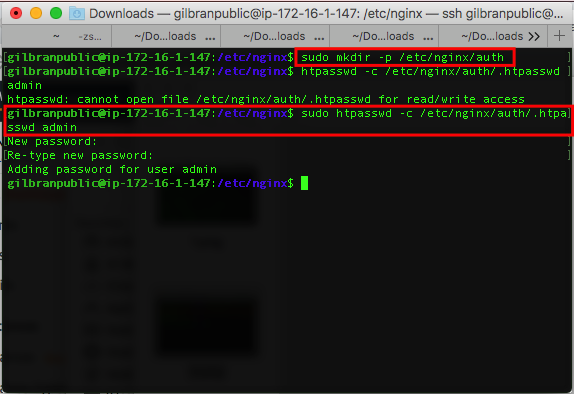 Downloads — gilbranpublic@ip-172-16-1-147: /etc/nginx — ssh gilbranpublic@...
~ -zs... ~/Do...loads ... ~/Do...loads ... ~/Do...loads ... ~/Do...loads >> +
[gilbranpublic@ip-172-16-1-147:/etc/nginx$ sudo mkdir -p /etc/nginx/auth ]
[gilbranpublic@ip-172-16-1-147:/etc/nginx$ htpasswd -c /etc/nginx/auth/.htpasswd ]
admin
htpasswd: cannot open file /etc/nginx/auth/.htpasswd for read/write access
gilbranpublic@ip-172-16-1-147:/etc/nginx$ sudo htpasswd -c /etc/nginx/auth/.htpa
sswd admin
[New password: ]
[Re-type new password: ]
Adding password for user admin
gilbranpublic@ip-172-16-1-147:/etc/nginx$